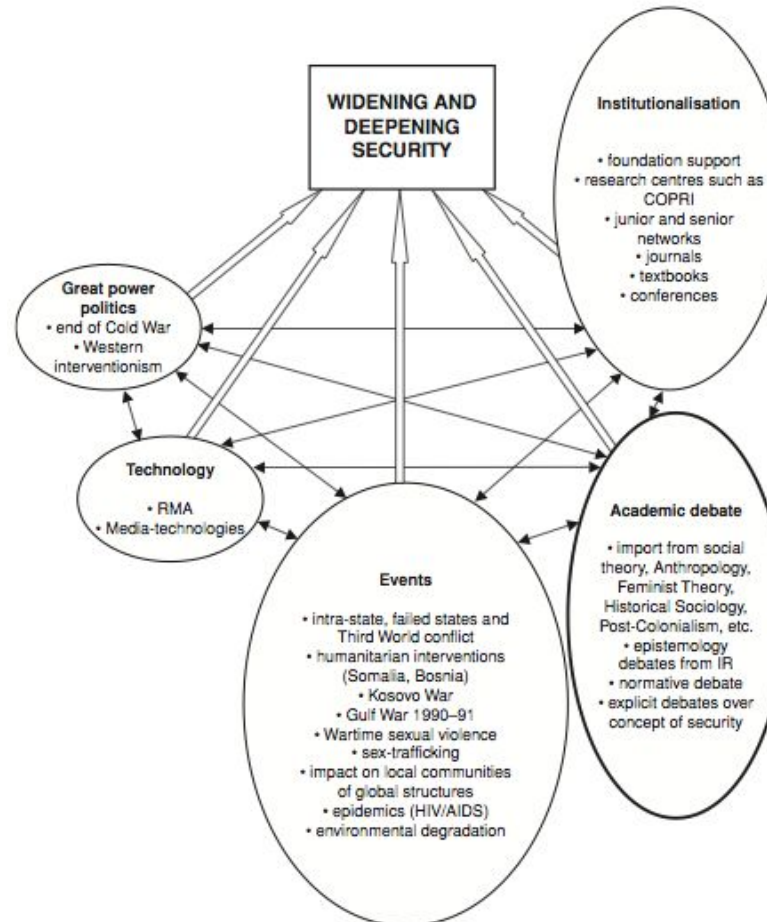 WIDENING AND
DEEPENING
SECURITY
Institutionalisation
• foundation support
• research centres such as
COPRI
• junior and senior
networks
• journals
• textbooks
• conferences
Great power
politics
• end of Cold War
• Western
interventionism
Technology
• RMA
• Media-technologies
Events
• intra-state, failed states and
Third World conflict
• humanitarian interventions
(Somalia, Bosnia)
• Kosovo War
• Gulf War 1990–91
• Wartime sexual violence
• sex-trafficking
• impact on local communities
of global structures
• epidemics (HIV/AIDS)
• environmental degradation
Academic debate
• import from social
theory, Anthropology,
Feminist Theory,
Historical Sociology,
Post-Colonialism, etc.
• epistemology
debates from IR
• normative debate
• explicit debates over
concept of security